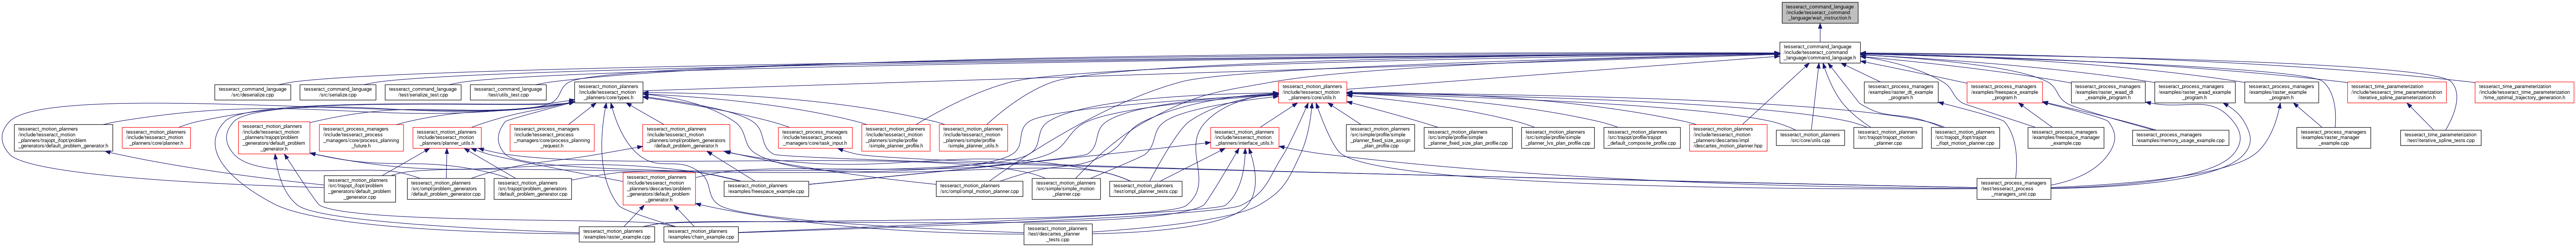 tesseract_command_language
/include/tesseract_command
_language/wait_instruction.h
tesseract_command_language
/include/tesseract_command
_language/command_language.h
tesseract_command_language
/src/deserialize.cpp
tesseract_command_language
/src/serialize.cpp
tesseract_command_language
/test/serialize_test.cpp
tesseract_command_language
/test/utils_test.cpp
tesseract_motion_planners
/include/tesseract_motion
_planners/core/types.h
tesseract_motion_planners
/include/tesseract_motion
_planners/core/utils.h
tesseract_process_managers
/examples/raster_dt_example
_program.h
tesseract_process_managers
/examples/freespace_example
_program.h
tesseract_process_managers
/examples/raster_waad_dt
_example_program.h
tesseract_process_managers
/examples/raster_waad_example
_program.h
tesseract_process_managers
/examples/raster_example
_program.h
tesseract_time_parameterization
/include/tesseract_time_parameterization
/iterative_spline_parameterization.h
tesseract_time_parameterization
/include/tesseract_time_parameterization
/time_optimal_trajectory_generation.h
tesseract_motion_planners
/include/tesseract_motion
_planners/trajopt_ifopt/problem
_generators/default_problem_generator.h
tesseract_motion_planners
/include/tesseract_motion
_planners/core/planner.h
tesseract_motion_planners
/include/tesseract_motion
_planners/trajopt/problem
_generators/default_problem
_generator.h
tesseract_process_managers
/include/tesseract_process
_managers/core/process_planning
_future.h
tesseract_motion_planners
/include/tesseract_motion
_planners/planner_utils.h
tesseract_process_managers
/include/tesseract_process
_managers/core/process_planning
_request.h
tesseract_motion_planners
/include/tesseract_motion
_planners/ompl/problem_generators
/default_problem_generator.h
tesseract_process_managers
/include/tesseract_process
_managers/core/task_input.h
tesseract_motion_planners
/include/tesseract_motion
_planners/simple/profile
/simple_planner_profile.h
tesseract_motion_planners
/include/tesseract_motion
_planners/simple/profile
/simple_planner_utils.h
tesseract_motion_planners
/include/tesseract_motion
_planners/interface_utils.h
tesseract_motion_planners
/src/simple/profile/simple
_planner_fixed_size_assign
_plan_profile.cpp
tesseract_motion_planners
/src/simple/profile/simple
_planner_fixed_size_plan_profile.cpp
tesseract_motion_planners
/src/simple/profile/simple
_planner_lvs_plan_profile.cpp
tesseract_motion_planners
/src/trajopt/profile/trajopt
_default_composite_profile.cpp
tesseract_motion_planners
/include/tesseract_motion
_planners/descartes/impl
/descartes_motion_planner.hpp
tesseract_motion_planners
/src/core/utils.cpp
tesseract_motion_planners
/src/trajopt/trajopt_motion
_planner.cpp
tesseract_motion_planners
/src/trajopt_ifopt/trajopt
_ifopt_motion_planner.cpp
tesseract_process_managers
/examples/freespace_manager
_example.cpp
tesseract_process_managers
/examples/memory_usage_example.cpp
tesseract_process_managers
/examples/raster_manager
_example.cpp
tesseract_time_parameterization
/test/iterative_spline_tests.cpp
tesseract_motion_planners
/src/trajopt_ifopt/problem
_generators/default_problem
_generator.cpp
tesseract_motion_planners
/src/ompl/problem_generators
/default_problem_generator.cpp
tesseract_motion_planners
/src/trajopt/problem_generators
/default_problem_generator.cpp
tesseract_motion_planners
/include/tesseract_motion
_planners/descartes/problem
_generators/default_problem
_generator.h
tesseract_motion_planners
/examples/freespace_example.cpp
tesseract_motion_planners
/src/ompl/ompl_motion_planner.cpp
tesseract_motion_planners
/src/simple/simple_motion
_planner.cpp
tesseract_motion_planners
/test/ompl_planner_tests.cpp
tesseract_process_managers
/test/tesseract_process
_managers_unit.cpp
tesseract_motion_planners
/examples/raster_example.cpp
tesseract_motion_planners
/examples/chain_example.cpp
tesseract_motion_planners
/test/descartes_planner
_tests.cpp